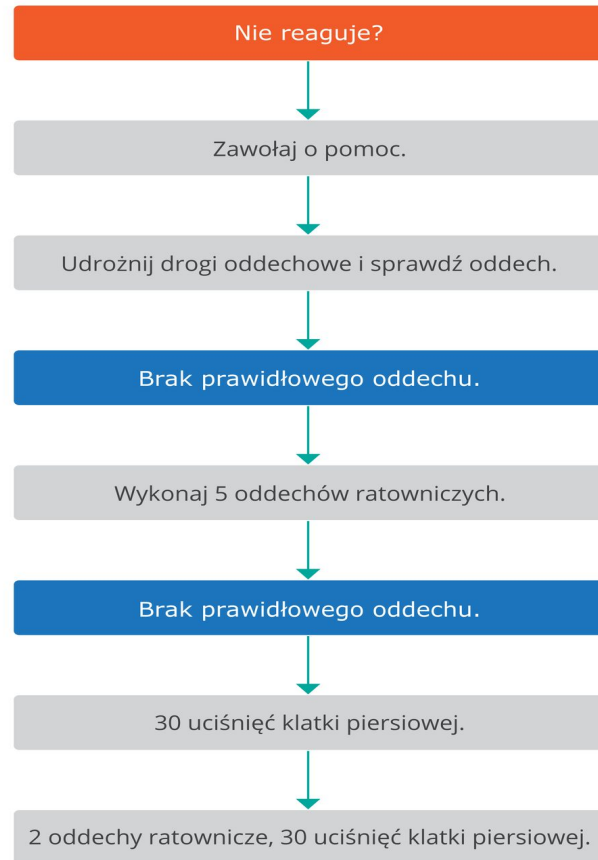 Nie reaguje?
Zawołaj o pomoc.
Udrożnij drogi oddechowe i sprawdź oddech.
Brak prawidłowego oddechu.
Wykonaj 5 oddechów ratowniczych.
Brak prawidłowego oddechu.
30 uciśnięć klatki piersiowej.
2 oddechy ratownicze, 30 uciśnięć klatki piersiowej.